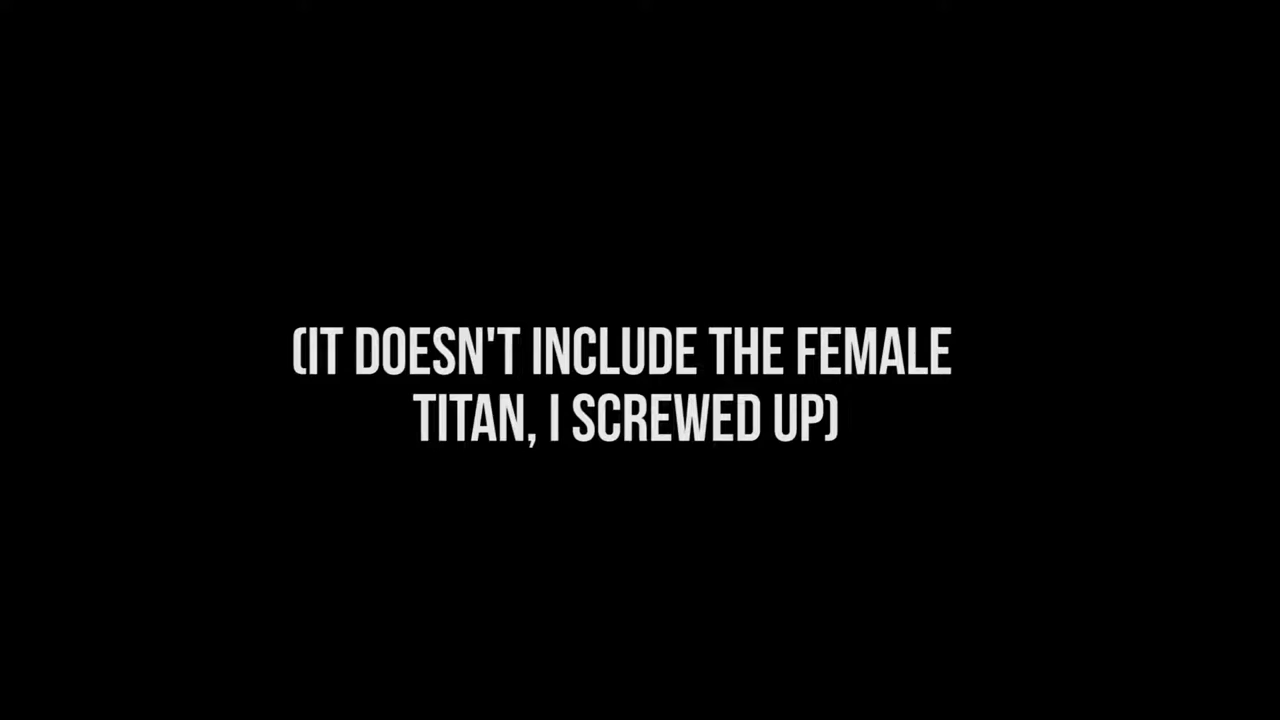 (IT DOESN'T INCLUDE THE FEMALE
TITAN, I SCREWED UP)